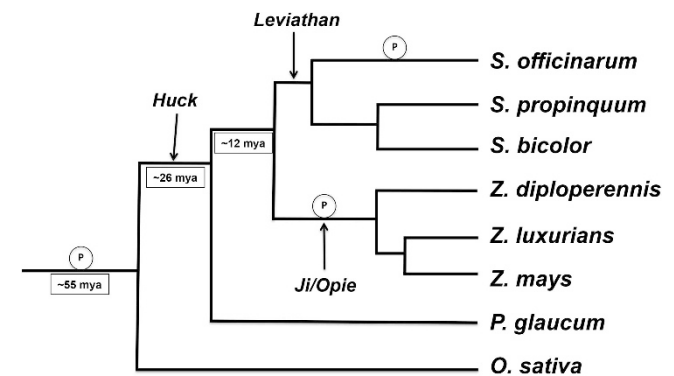 Leviathan
P
S. officinarum
Huck
S. propinquum
~12 mya
S. bicolor
~26 mya
Z. diploperennis
P
Z. luxurians
P
~55 mya
Ji/Opie
Z. mays
P. glaucum
O. sativa